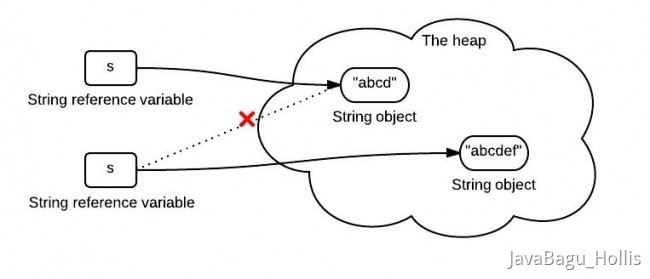 The heap
s
"abcd"
String reference variable
String object
s
"abcdef"
String reference variable
String object
JavaBagu_Hollis